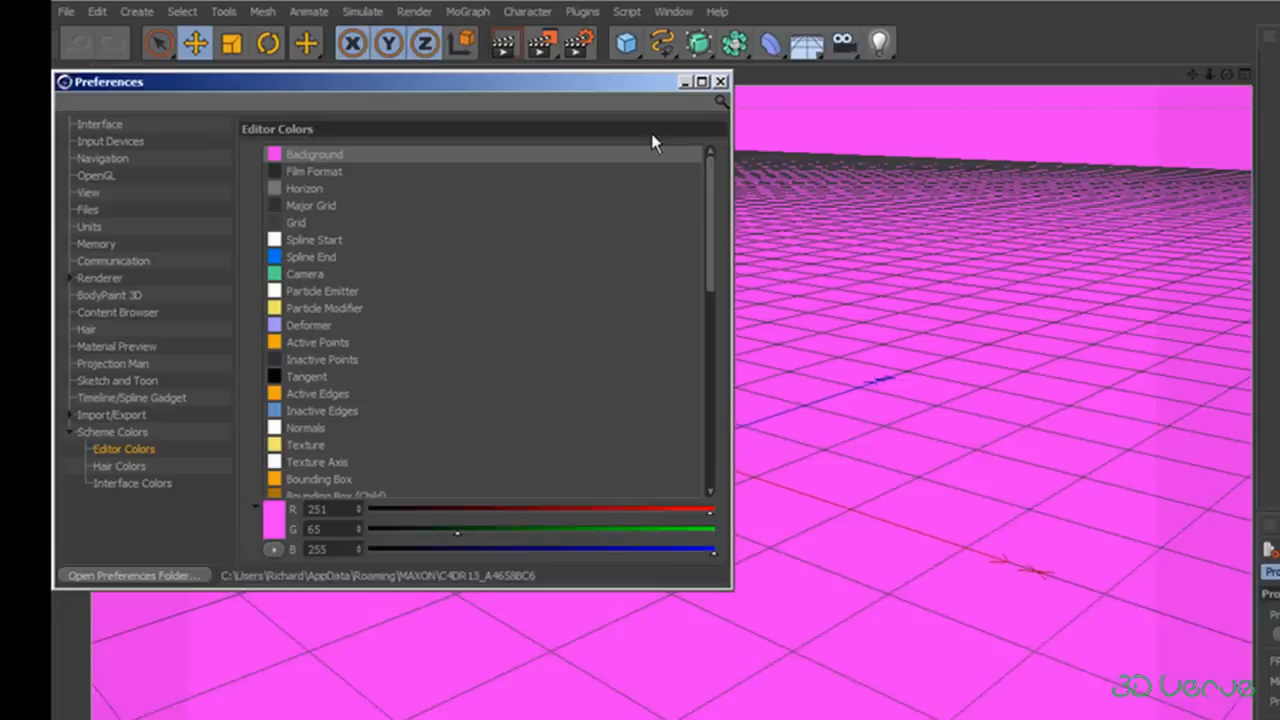 File Edit Create Select Tools Mesh Animate Simulate Render MoGraph Character Plugins Script Window Help
X Y Z
Preferences
Editor Colors
Interface
Input Devices
Navigation
OpenGL
View
Files
Units
Memory
Communication
Renderer
BodyPaint 3D
Content Browser
Hair
Material Preview
Projection Man
Sketch and Toon
Timeline/Spline Gadget
Import/Export
Scheme Colors
Editor Colors
Hair Colors
Interface Colors
Background
Film Format
Horizon
Major Grid
Grid
Spline Start
Spline End
Camera
Particle Emitter
Particle Modifier
Deformer
Active Points
Inactive Points
Tangent
Active Edges
Inactive Edges
Normals
Texture
Texture Axis
Bounding Box
Bounding Box (Child)
R 251
G 65
B 255
Open Preferences Folder... C:\Users\Richard\AppData\Roaming\MAXON\C4DR13_A4658BC6
3D Verve